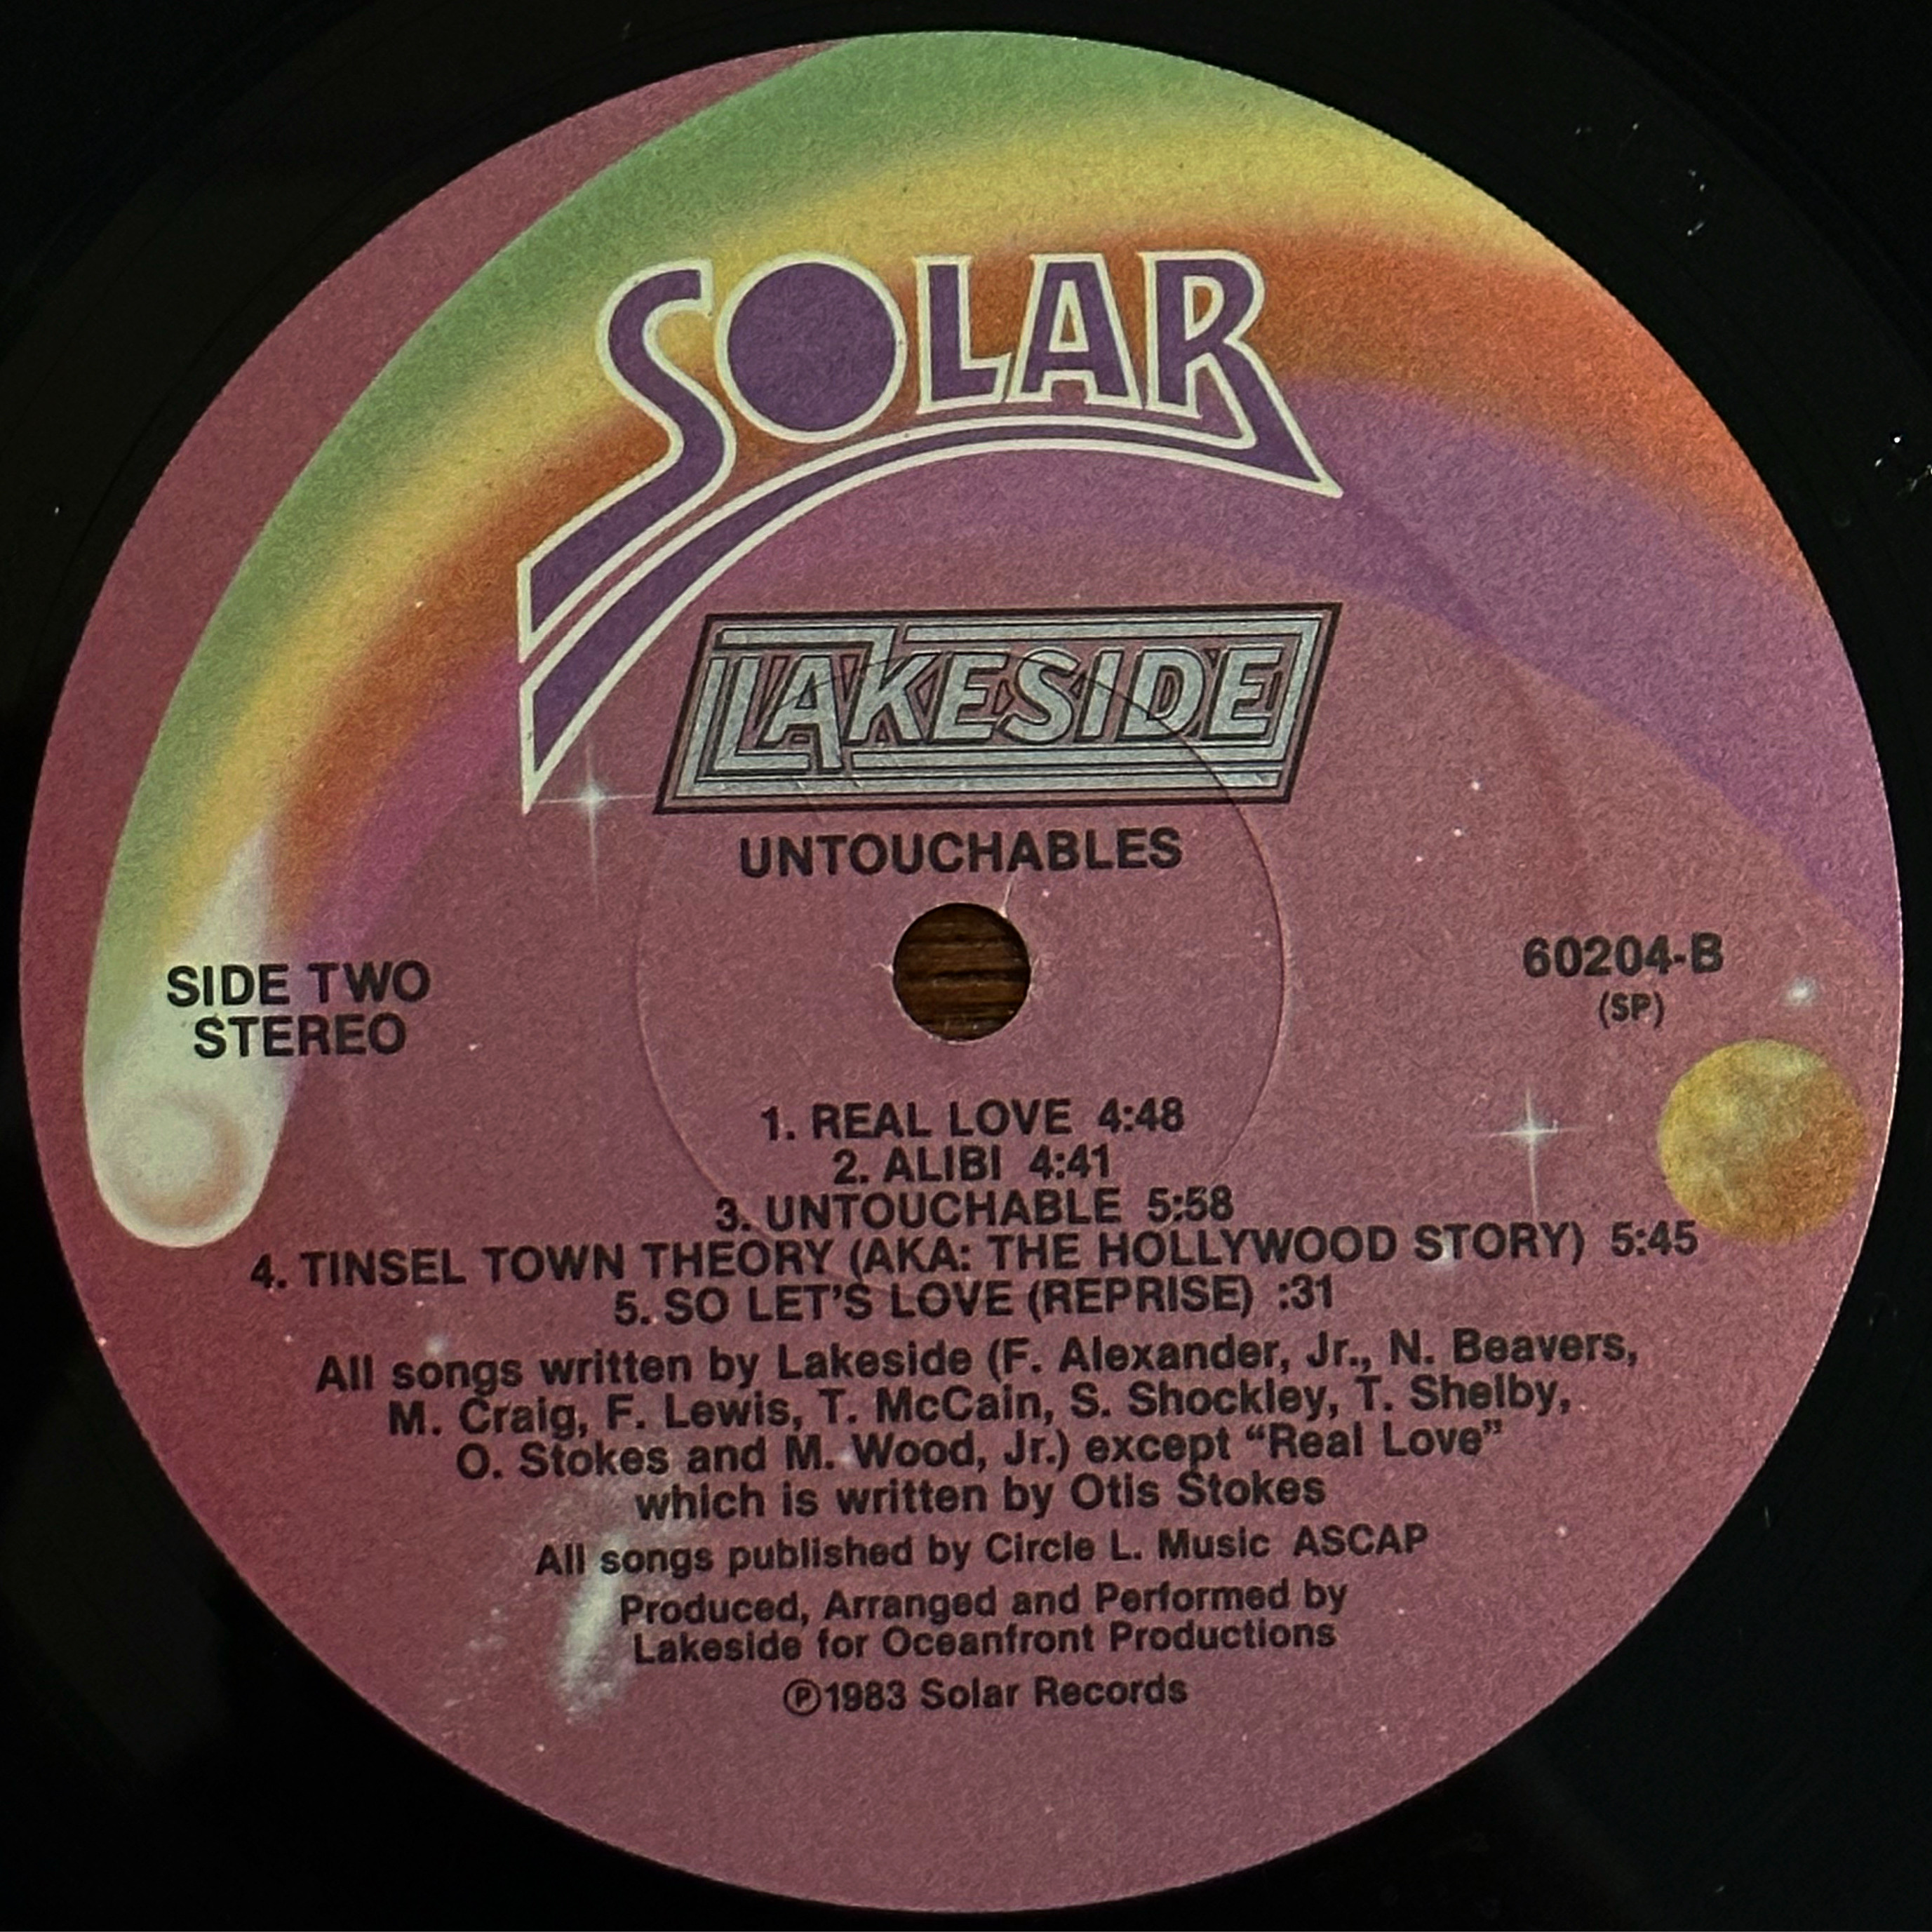 SOLAR
LAKESIDE
UNTOUCHABLES
SIDE TWO
STEREO
60204-B
(SP)
1. REAL LOVE 4:48
2. ALIBI 4:41
3. UNTOUCHABLE 5:58
4. TINSEL TOWN THEORY (AKA: THE HOLLYWOOD STORY) 5:45
5. SO LET'S LOVE (REPRISE) :31
All songs written by Lakeside (F. Alexander, Jr., N. Beavers,
M. Craig, F. Lewis, T. McCain, S. Shockley, T. Shelby,
O. Stokes and M. Wood, Jr.) except “Real Love”
which is written by Otis Stokes
All songs published by Circle L. Music ASCAP
Produced, Arranged and Performed by
Lakeside for Oceanfront Productions
℗1983 Solar Records